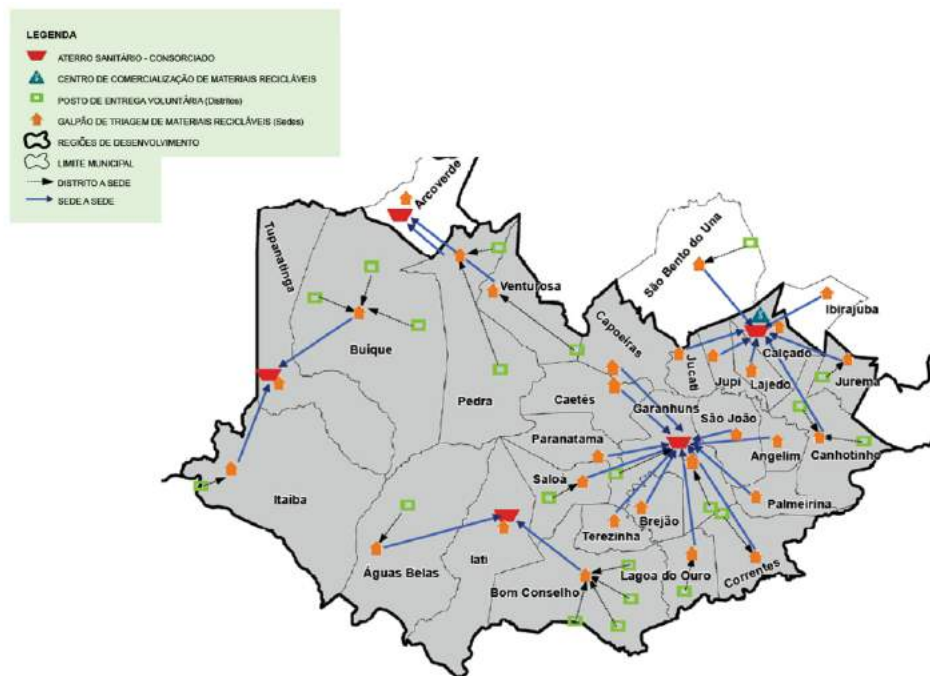 LEGENDA
ATERRO SANITÁRIO - CONSORCIADO
CENTRO DE COMERCIALIZAÇÃO DE MATERIAIS RECICLÁVEIS
POSTO DE ENTREGA VOLUNTÁRIA (Distritos)
GALPÃO DE TRIAGEM DE MATERIAIS RECICLÁVEIS (Sedes)
REGIÕES DE DESENVOLVIMENTO
LIMITE MUNICIPAL
DISTRITO A SEDE
SEDE A SEDE
Arcoverde
Tupanatinga
São Bento do Una
Venturosa
Ibirajuba
Capoeiras
Buíque
Calçado
Jucati
Jupi
Lajedo
Jurema
Pedra
Caetés
Garanhuns
São João
Paranatama
Angelim
Canhotinho
Saloá
Itaíba
Palmeirina
Brejão
Terezinha
Águas Belas
Iati
Lagoa do Ouro
Correntes
Bom Conselho